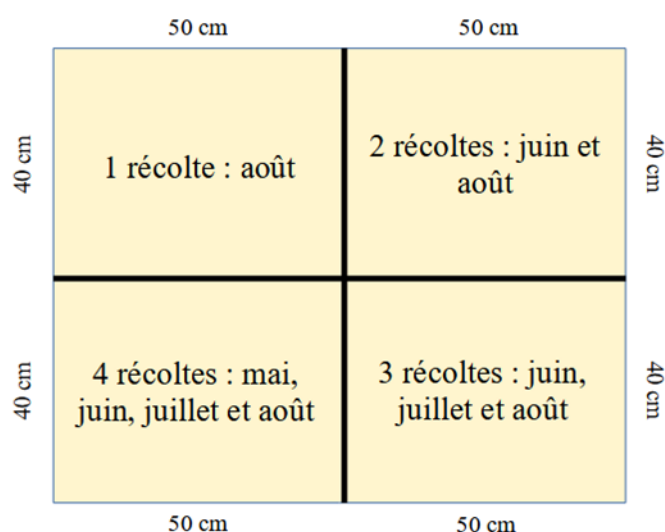 50 cm
50 cm
40 cm
1 récolte : août
2 récoltes : juin et
août
40 cm
40 cm
4 récoltes : mai,
juin, juillet et août
3 récoltes : juin,
juillet et août
40 cm
50 cm
50 cm